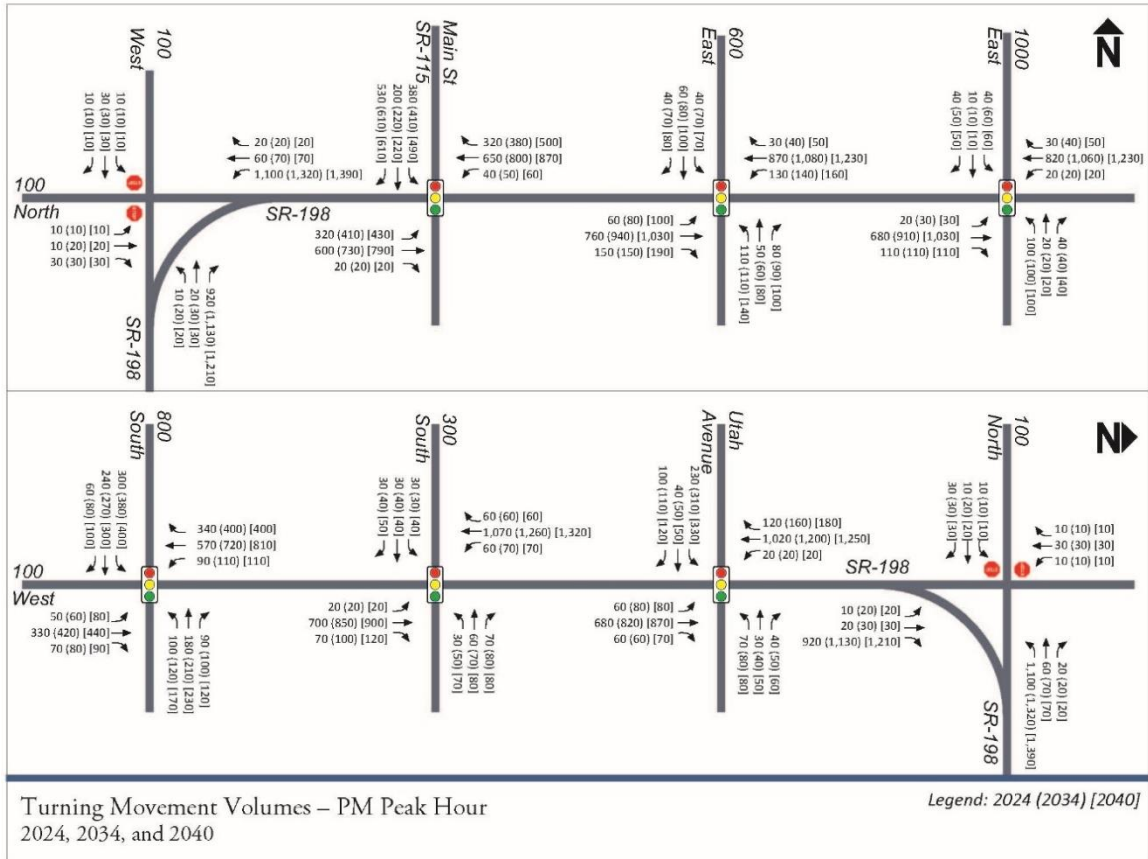 100
West
10 (10) [10]
30 (30) [30]
10 (10) [10]
20 (20) [20]
60 (70) [70]
1,100 (1,320) [1,390]
100
North
10 (10) [10]
10 (20) [20]
30 (30) [30]
SR-198
10 (20) [20]
20 (30) [30]
920 (1,130) [1,210]
SR-198
Main St
SR-115
530 (610) [610]
200 (220) [220]
380 (410) [490]
320 (380) [500]
650 (800) [870]
40 (50) [60]
320 (410) [430]
600 (730) [790]
20 (20) [20]
600
East
40 (70) [80]
60 (80) [100]
40 (70) [70]
30 (40) [50]
870 (1,080) [1,230]
130 (140) [160]
60 (80) [100]
760 (940) [1,030]
150 (150) [190]
110 (110) [140]
50 (60) [80]
80 (90) [100]
1000
East
40 (50) [50]
10 (10) [10]
40 (60) [60]
30 (40) [50]
820 (1,060) [1,230]
20 (20) [20]
20 (30) [30]
680 (910) [1,030]
110 (110) [110]
100 (100) [100]
20 (20) [20]
40 (40) [40]
N
800
South
60 (80) [100]
240 (270) [300]
300 (380) [400]
340 (400) [400]
570 (720) [810]
90 (110) [110]
100
West
50 (60) [80]
330 (420) [440]
70 (80) [90]
100 (120) [170]
180 (210) [230]
90 (100) [120]
300
South
30 (40) [50]
30 (40) [40]
30 (30) [40]
60 (60) [60]
1,070 (1,260) [1,320]
60 (70) [70]
20 (20) [20]
700 (850) [900]
70 (100) [120]
30 (50) [70]
60 (70) [80]
70 (80) [80]
Utah
Avenue
100 (110) [120]
40 (50) [50]
230 (310) [330]
120 (160) [180]
1,020 (1,200) [1,250]
20 (20) [20]
60 (80) [80]
680 (820) [870]
60 (60) [70]
70 (80) [80]
30 (40) [50]
40 (50) [60]
SR-198
100
North
30 (30) [30]
10 (20) [20]
10 (10) [10]
10 (10) [10]
30 (30) [30]
10 (10) [10]
10 (20) [20]
20 (30) [30]
920 (1,130) [1,210]
SR-198
1,100 (1,320) [1,390]
60 (70) [70]
20 (20) [20]
N
Turning Movement Volumes – PM Peak Hour
2024, 2034, and 2040
Legend: 2024 (2034) [2040]